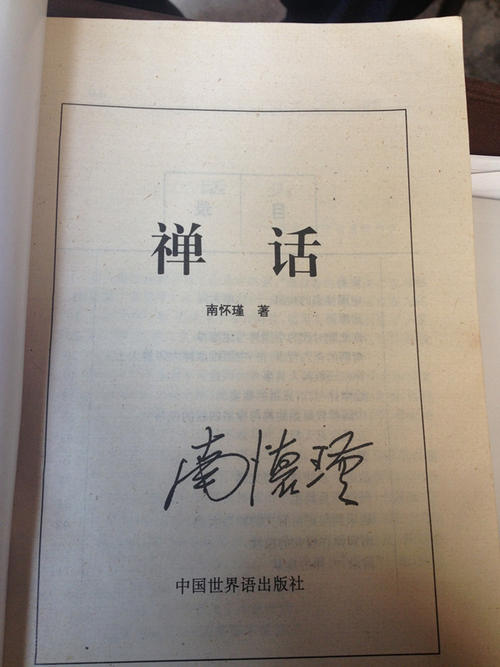 禅 话
南怀瑾 著
南懷瑾
中国世界语出版社